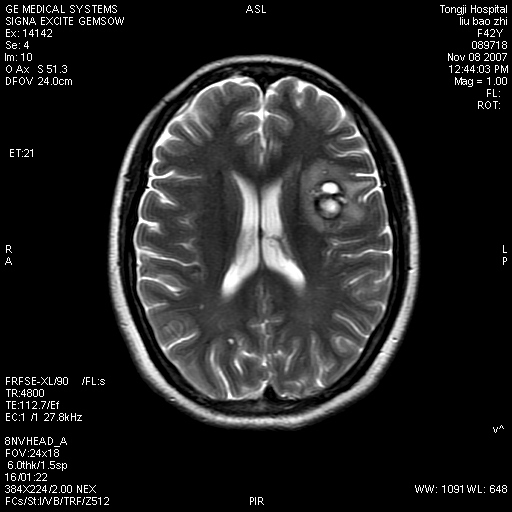 GE MEDICAL SYSTEMS
SIGNA EXCITE GEMSOW
Ex: 14142
Se: 4
Im: 10
O Ax S 51.3
DFOV 24.0cm
ASL
Tongji Hospital
liu bao zhi
F42Y
089718
Nov 08 2007
12:44:03 PM
Mag = 1.00
FL:
ROT:
ET:21
R
A
L
P
FRFSE-XL/90 /FL:s
TR:4800
TE:112.7/Ef
EC:1 /1 27.8kHz
8NVHEAD_A
FOV:24x18
6.0thk/1.5sp
16/01:22
384X224/2.00 NEX
FCs/St:I/VB/TRF/Z512
PIR
v^
WW: 1091WL: 648